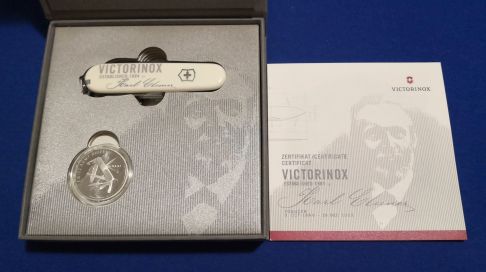 VICTORINOX
ESTABLISHED 1884
Karl Elsener
VICTORINOX
ZERTIFIKAT/CERTIFICATE
CERTIFICAT
VICTORINOX
ESTABLISHED 1884
Karl Elsener